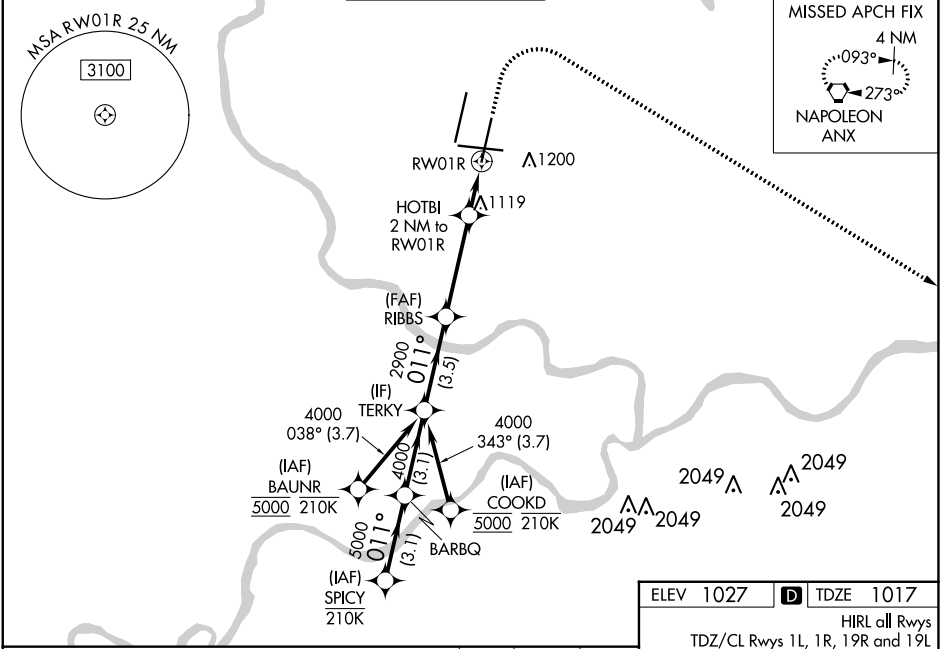 MSA RW01R 25 NM
3100
MISSED APCH FIX
4 NM
093°
273°
NAPOLEON
ANX
RW01R
1200
HOTBI
2 NM to
RW01R
1119
(FAF)
RIBBS
2900
011°
(3.5)
(IF)
TERKY
4000
038° (3.7)
4000
343° (3.7)
(IAF)
BAUNR
5000 210K
4000
(3.1)
(IAF)
COOKD
5000 210K
BARBQ
5000
011°
(3.1)
(IAF)
SPICY
210K
2049
2049
2049
2049
2049
ELEV 1027 D TDZE 1017
HIRL all Rwys
TDZ/CL Rwys 1L, 1R, 19R and 19L